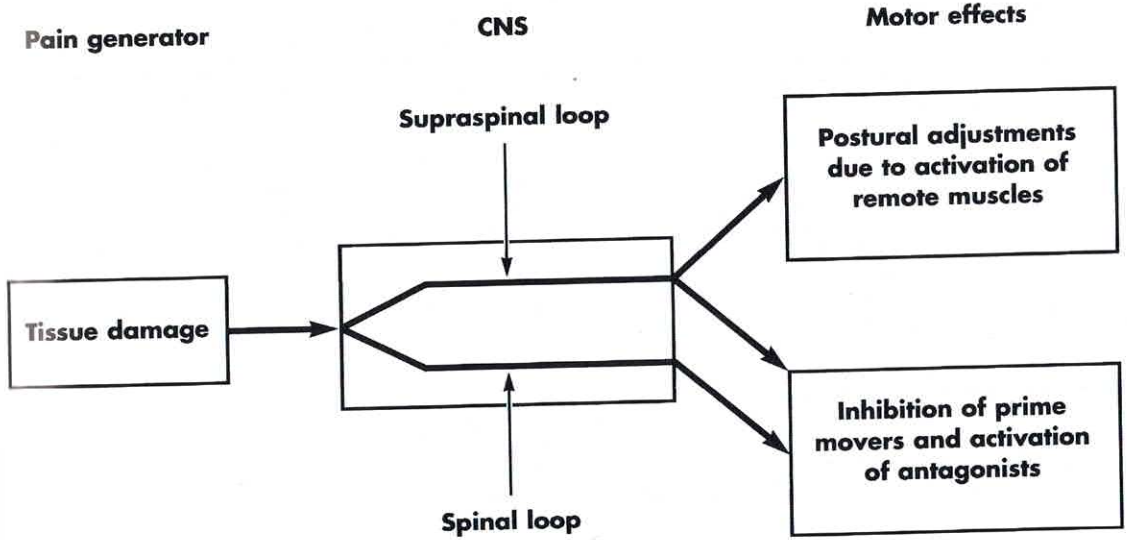 Pain generator
CNS
Motor effects
Supraspinal loop
Postural adjustments
due to activation of
remote muscles
Tissue damage
Inhibition of prime
movers and activation
of antagonists
Spinal loop